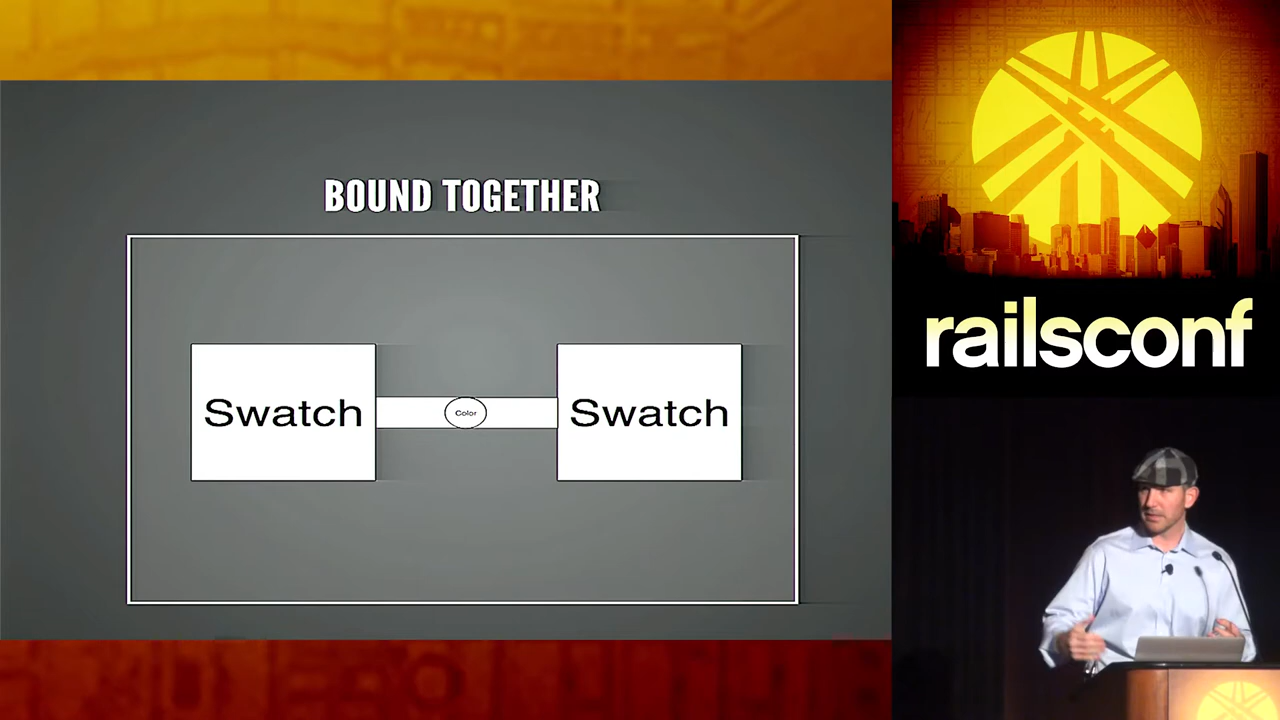 BOUND TOGETHER
Swatch
Color
Swatch
railsconf